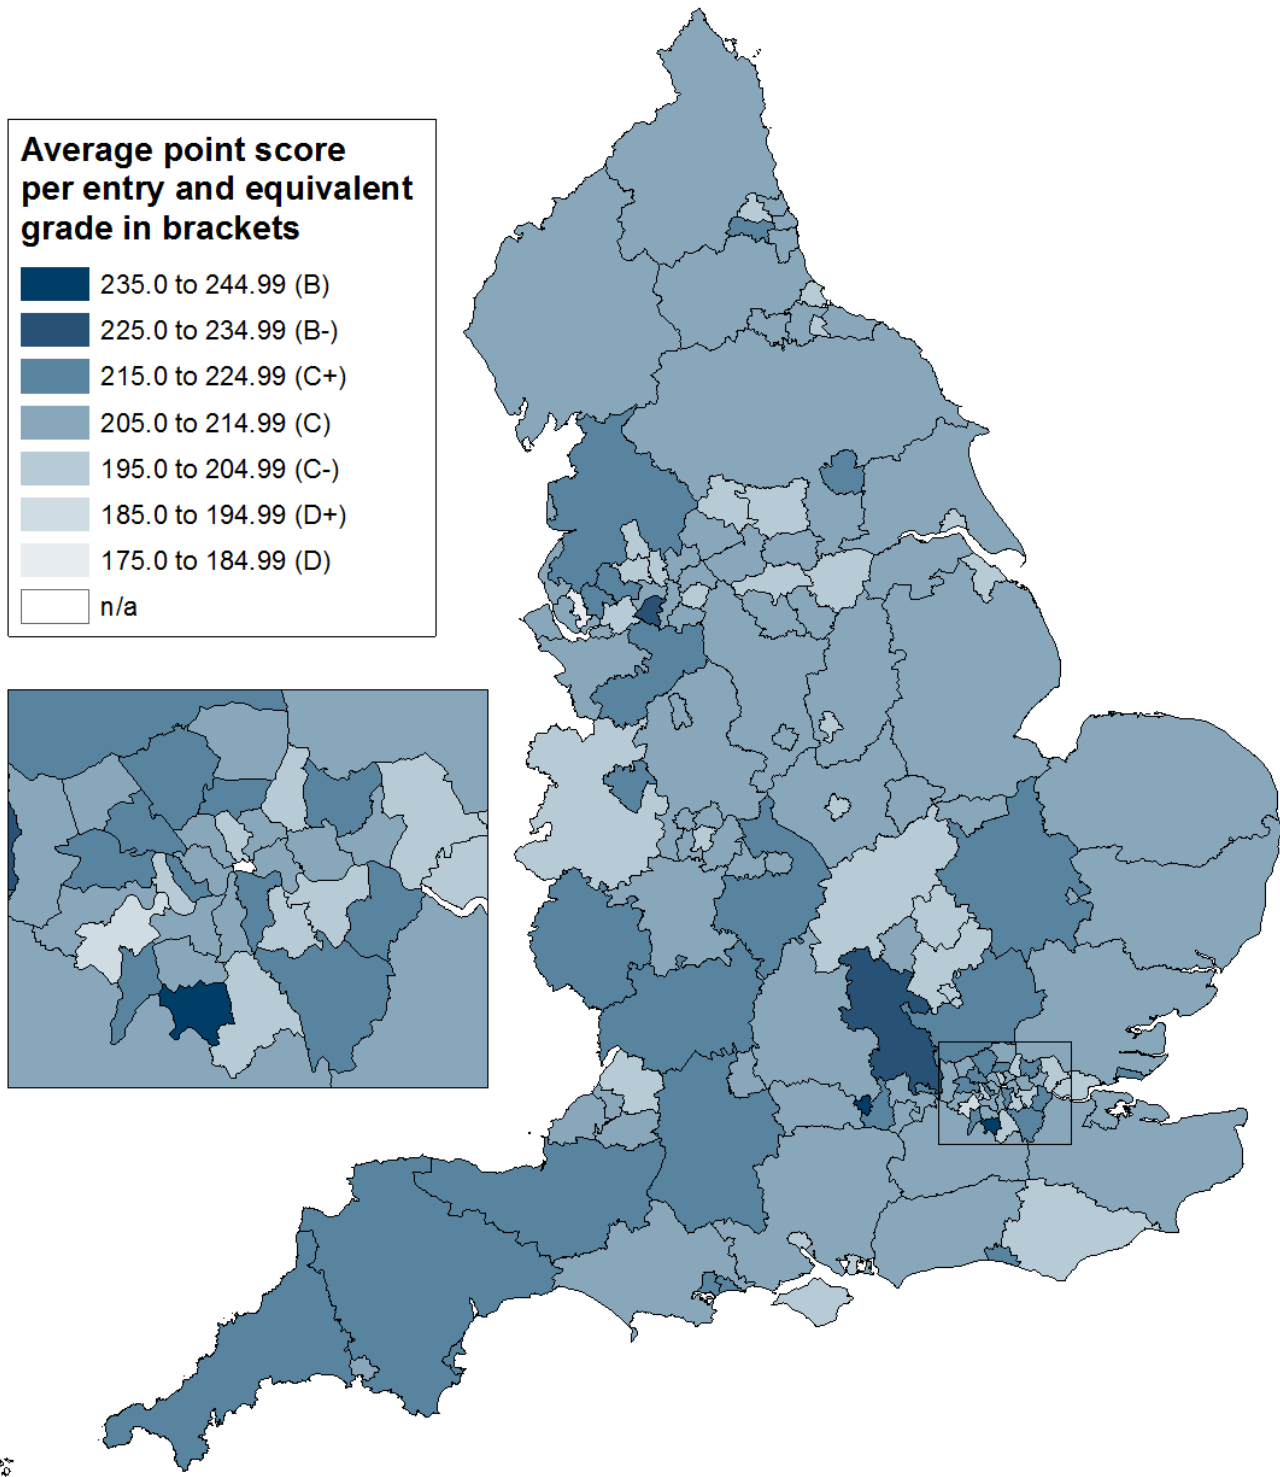 Average point score
per entry and equivalent
grade in brackets
235.0 to 244.99 (B)
225.0 to 234.99 (B-)
215.0 to 224.99 (C+)
205.0 to 214.99 (C)
195.0 to 204.99 (C-)
185.0 to 194.99 (D+)
175.0 to 184.99 (D)
n/a